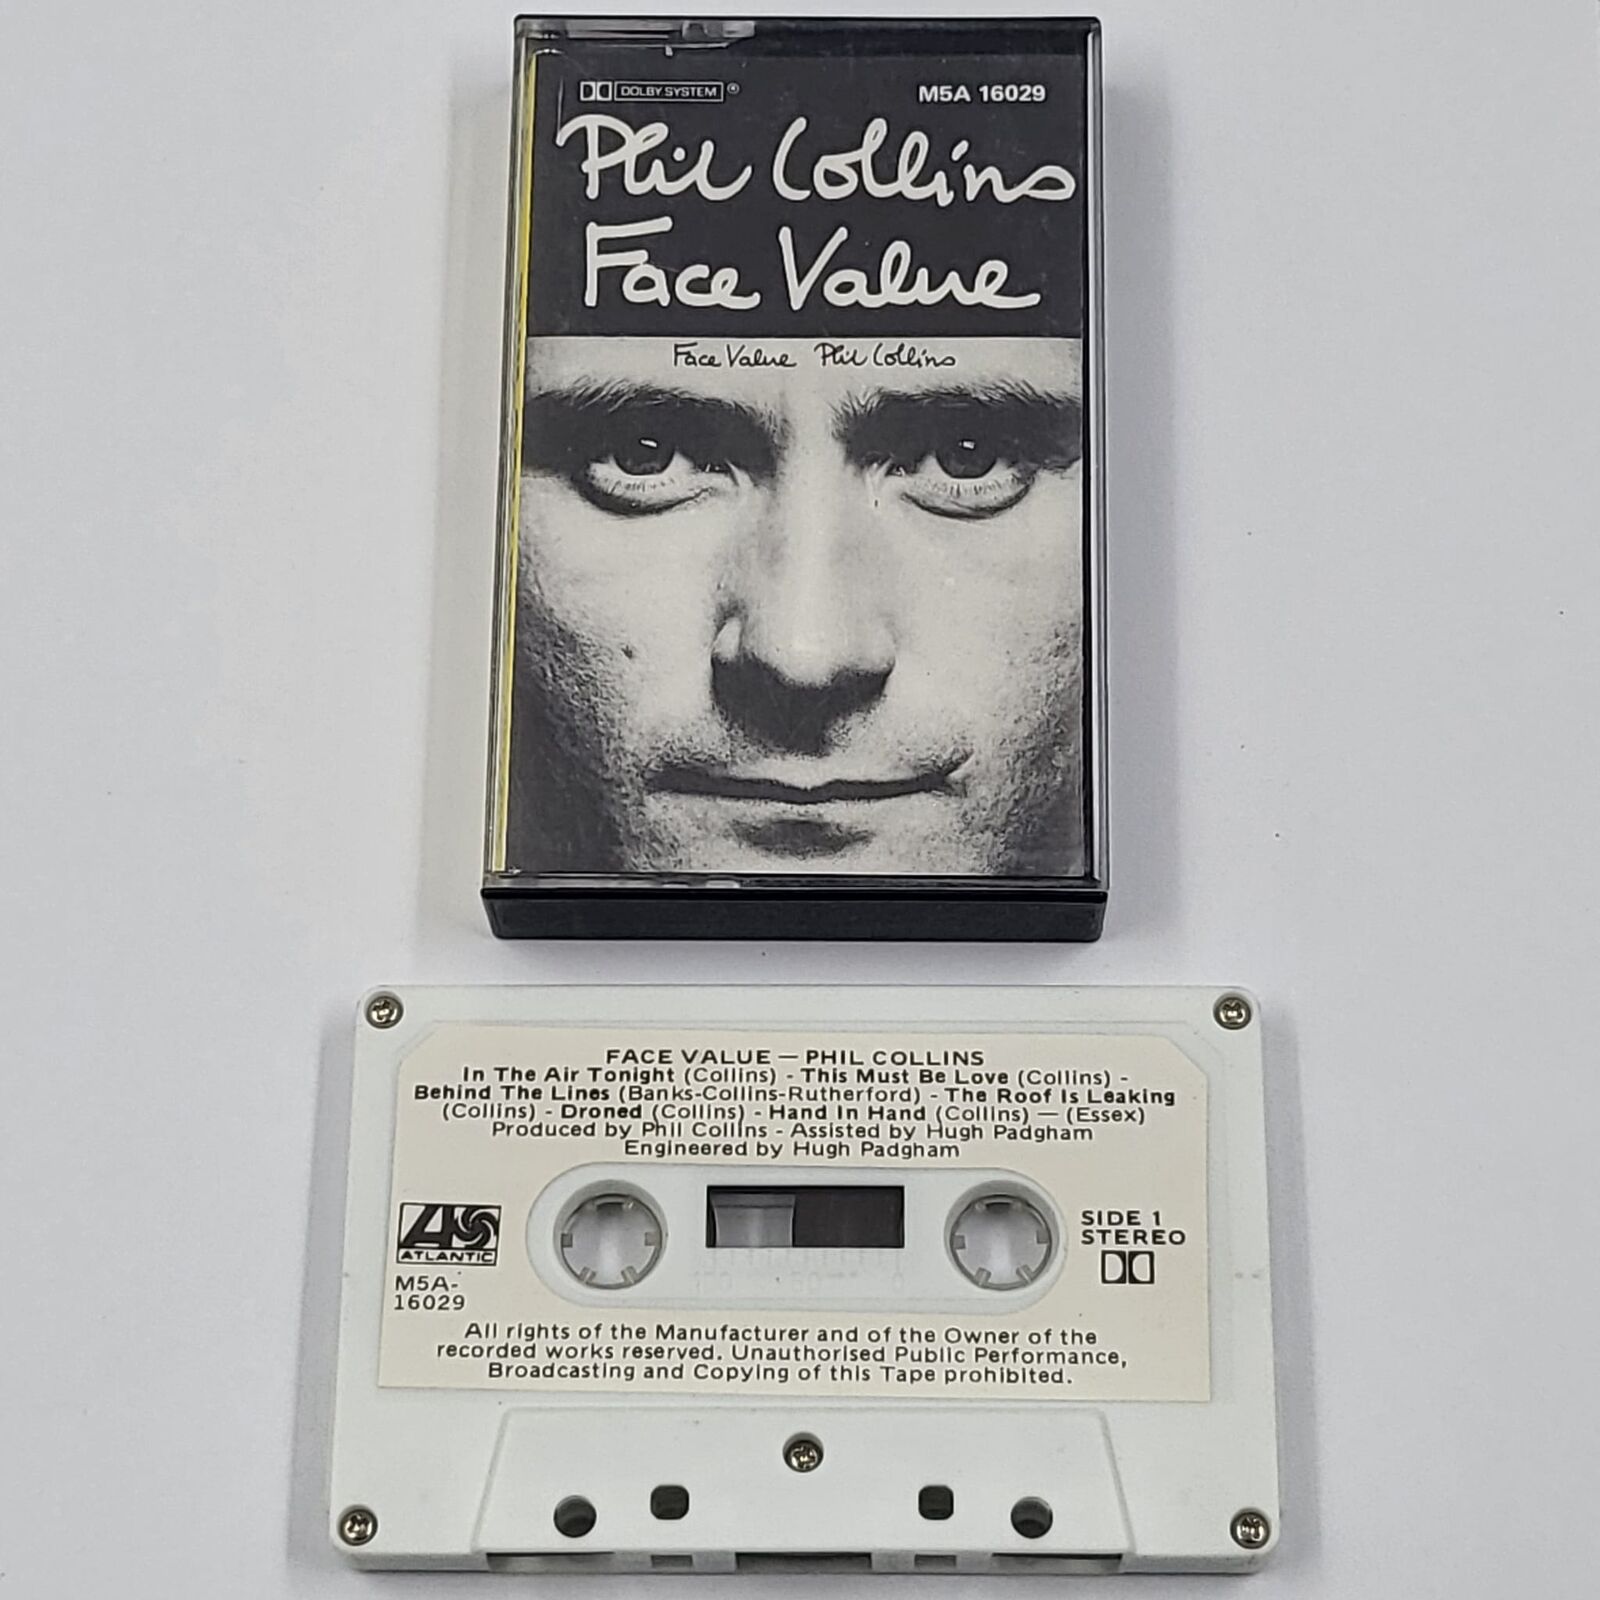 DOLBY SYSTEM ® M5A 16029
Phil Collins
Face Value
Face Value Phil Collins
FACE VALUE — PHIL COLLINS
In The Air Tonight (Collins) - This Must Be Love (Collins) -
Behind The Lines (Banks-Collins-Rutherford) - The Roof Is Leaking
(Collins) - Droned (Collins) - Hand In Hand (Collins) — (Essex)
Produced by Phil Collins - Assisted by Hugh Padgham
Engineered by Hugh Padgham
ATLANTIC
M5A-
16029
SIDE 1
STEREO
All rights of the Manufacturer and of the Owner of the
recorded works reserved. Unauthorised Public Performance,
Broadcasting and Copying of this Tape prohibited.